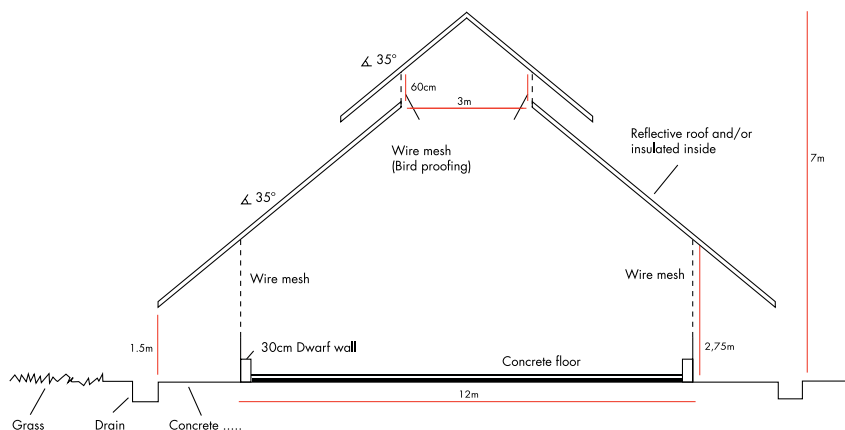 ∡ 35°
60cm
3m
Wire mesh
(Bird proofing)
Reflective roof and/or
insulated inside
7m
∡ 35°
Wire mesh
Wire mesh
1.5m
30cm Dwarf wall
Concrete floor
2,75m
12m
Grass
Drain
Concrete .....